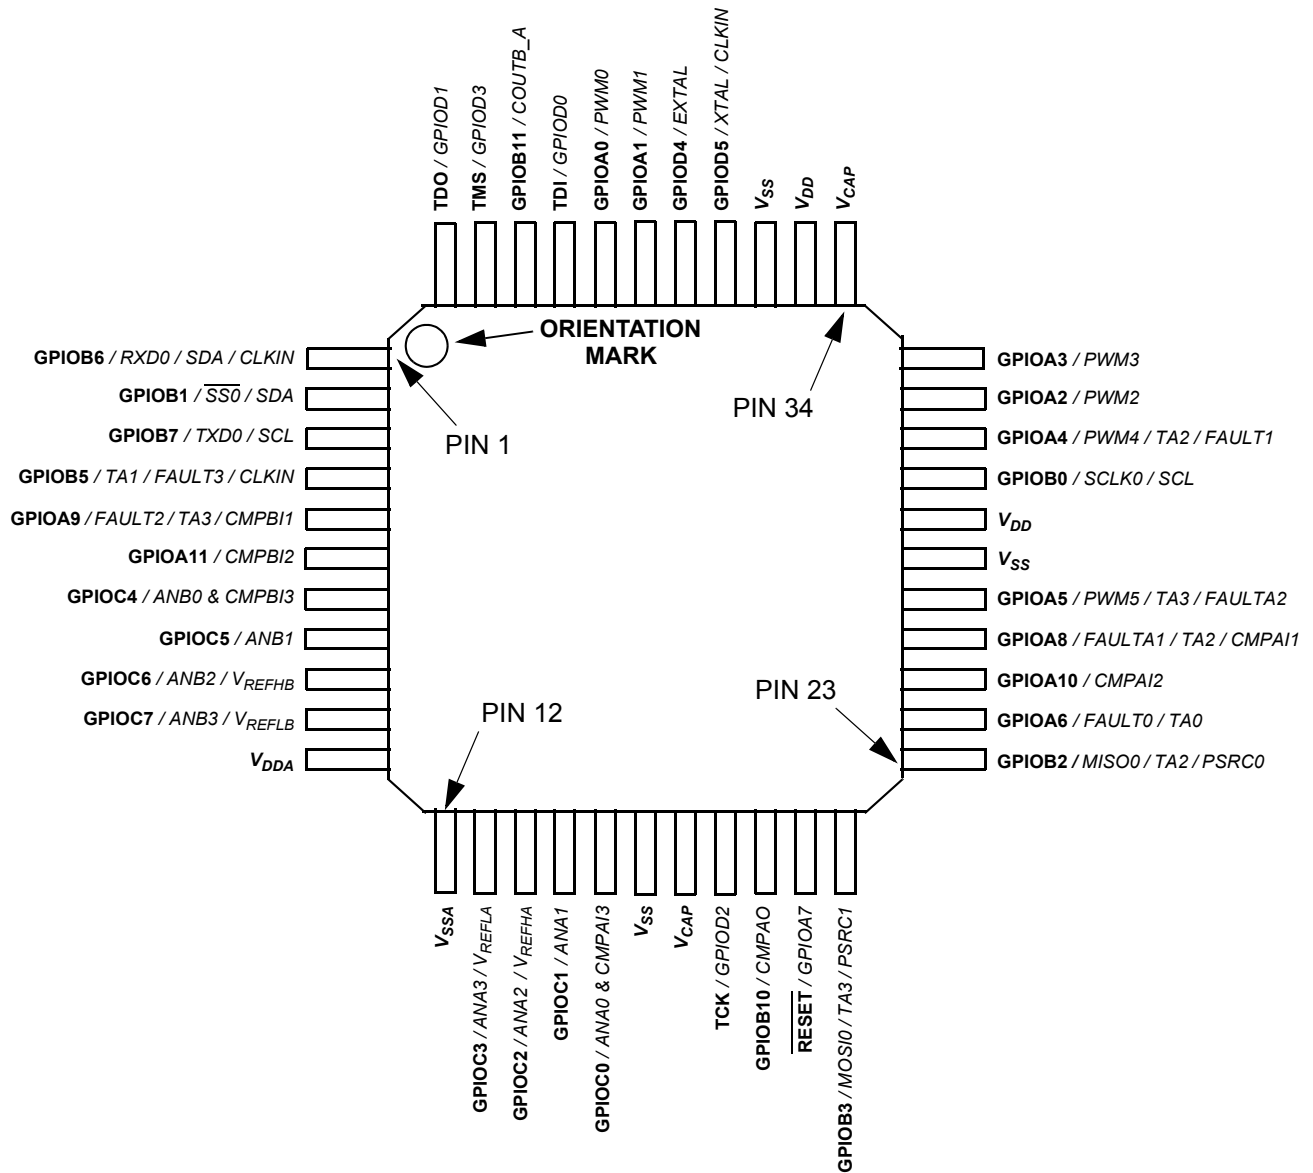 TDO / GPIOD1
TMS / GPIOD3
GPIOB11 / COUTB_A
TDI / GPIOD0
GPIOA0 / PWM0
GPIOA1 / PWM1
GPIOD4 / EXTAL
GPIOD5 / XTAL / CLKIN
VSS
VDD
VCAP
ORIENTATION
MARK
PIN 1
PIN 34
GPIOB6 / RXD0 / SDA / CLKIN
GPIOB1 / SS0 / SDA
GPIOB7 / TXD0 / SCL
GPIOB5 / TA1 / FAULT3 / CLKIN
GPIOA9 / FAULT2 / TA3 / CMPBI1
GPIOA11 / CMPBI2
GPIOC4 / ANB0 & CMPBI3
GPIOC5 / ANB1
GPIOC6 / ANB2 / VREFHB
GPIOC7 / ANB3 / VREFLB
VDDA
GPIOA3 / PWM3
GPIOA2 / PWM2
GPIOA4 / PWM4 / TA2 / FAULT1
GPIOB0 / SCLK0 / SCL
VDD
VSS
GPIOA5 / PWM5 / TA3 / FAULTA2
GPIOA8 / FAULTA1 / TA2 / CMPAI1
GPIOA10 / CMPAI2
GPIOA6 / FAULT0 / TA0
GPIOB2 / MISO0 / TA2 / PSRC0
PIN 12
PIN 23
VSSA
GPIOC3 / ANA3 / VREFLA
GPIOC2 / ANA2 / VREFHA
GPIOC1 / ANA1
GPIOC0 / ANA0 & CMPAI3
VSS
VCAP
TCK / GPIOD2
GPIOB10 / CMPAO
RESET / GPIOA7
GPIOB3 / MOSI0 / TA3 / PSRC1